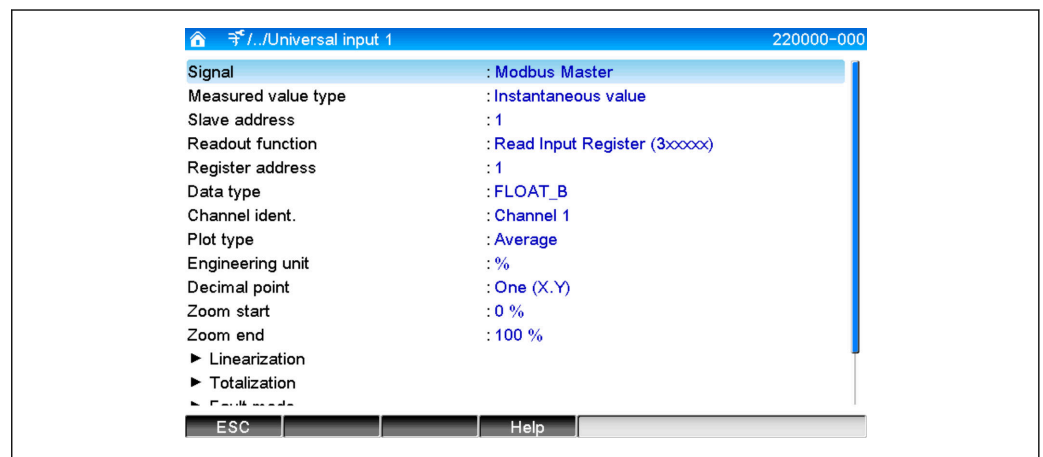 /../Universal input 1 220000-000
Signal : Modbus Master
Measured value type : Instantaneous value
Slave address : 1
Readout function : Read Input Register (3xxxxx)
Register address : 1
Data type : FLOAT_B
Channel ident. : Channel 1
Plot type : Average
Engineering unit : %
Decimal point : One (X.Y)
Zoom start : 0 %
Zoom end : 100 %
► Linearization
► Totalization
► Fault mode
ESC Help